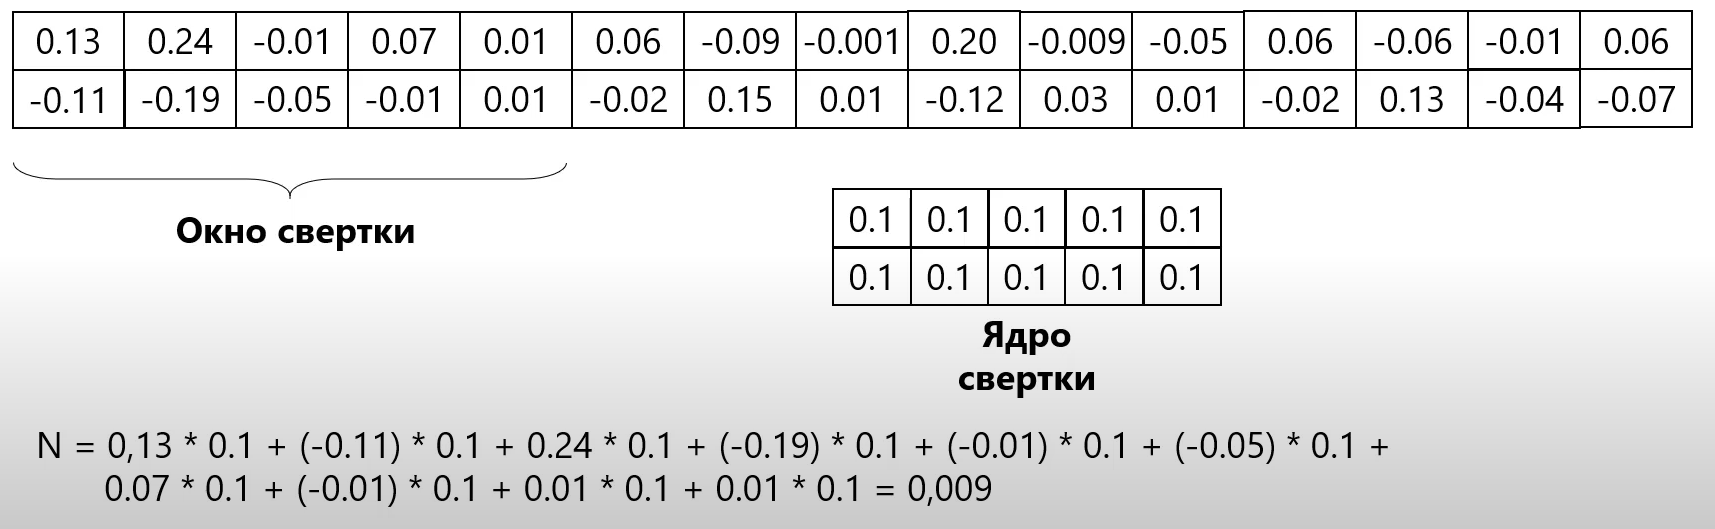 0.13 0.24 -0.01 0.07 0.01 0.06 -0.09 -0.001 0.20 -0.009 -0.05 0.06 -0.06 -0.01 0.06
-0.11 -0.19 -0.05 -0.01 0.01 -0.02 0.15 0.01 -0.12 0.03 0.01 -0.02 0.13 -0.04 -0.07
Окно свертки
0.1 0.1 0.1 0.1 0.1
0.1 0.1 0.1 0.1 0.1
Ядро
свертки
N = 0,13 * 0.1 + (-0.11) * 0.1 + 0.24 * 0.1 + (-0.19) * 0.1 + (-0.01) * 0.1 + (-0.05) * 0.1 +
0.07 * 0.1 + (-0.01) * 0.1 + 0.01 * 0.1 + 0.01 * 0.1 = 0,009